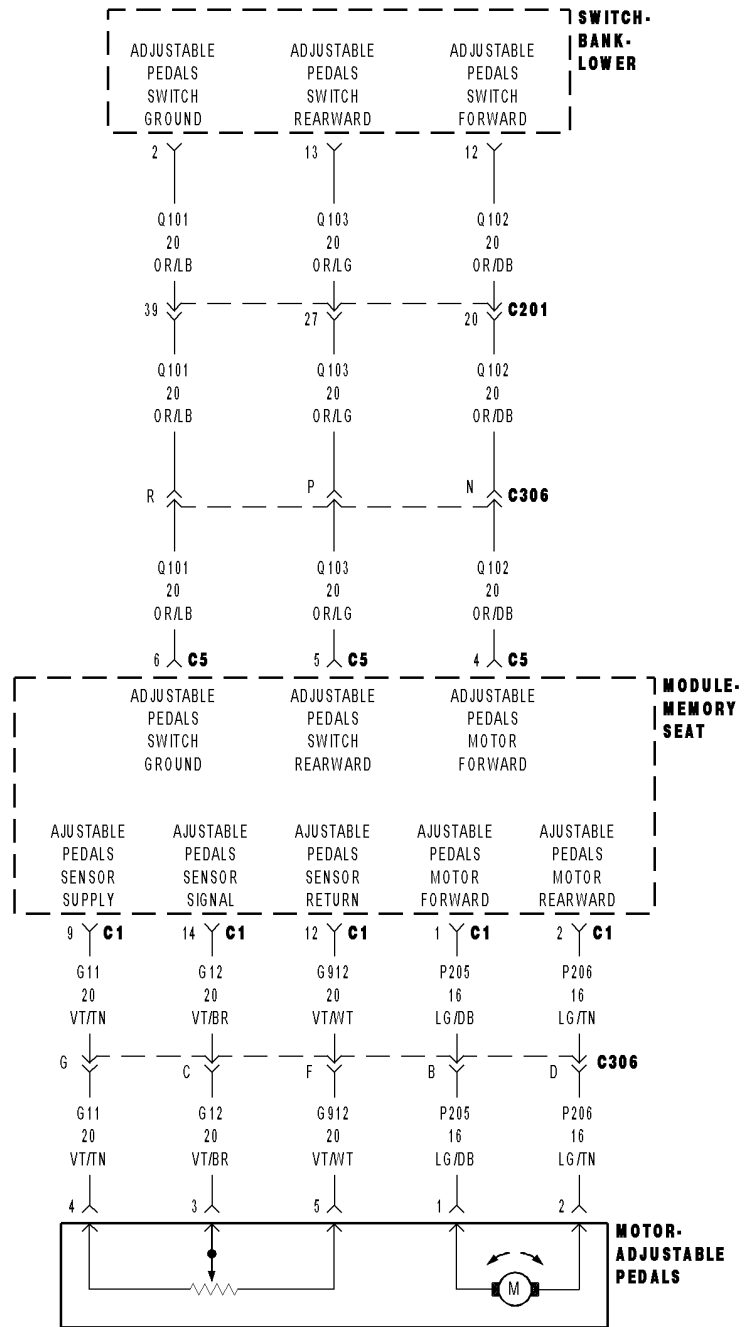 SWITCH-
BANK-
LOWER
ADJUSTABLE ADJUSTABLE ADJUSTABLE
PEDALS PEDALS PEDALS
SWITCH SWITCH SWITCH
GROUND REARWARD FORWARD
2 13 12
Q101 Q103 Q102
20 20 20
OR/LB OR/LG OR/DB
39 27 20 C201
Q101 Q103 Q102
20 20 20
OR/LB OR/LG OR/DB
R P N C306
Q101 Q103 Q102
20 20 20
OR/LB OR/LG OR/DB
6 C5 5 C5 4 C5
MODULE-
MEMORY
SEAT
ADJUSTABLE ADJUSTABLE ADJUSTABLE
PEDALS PEDALS PEDALS
SWITCH SWITCH MOTOR
GROUND REARWARD FORWARD
AJUSTABLE AJUSTABLE AJUSTABLE AJUSTABLE AJUSTABLE
PEDALS PEDALS PEDALS PEDALS PEDALS
SENSOR SENSOR SENSOR MOTOR MOTOR
SUPPLY SIGNAL RETURN FORWARD REARWARD
9 C1 14 C1 12 C1 1 C1 2 C1
G11 G12 G912 P205 P206
20 20 20 16 16
VT/TN VT/BR VT/WT LG/DB LG/TN
G C F B D C306
G11 G12 G912 P205 P206
20 20 20 16 16
VT/TN VT/BR VT/WT LG/DB LG/TN
4 3 5 1 2
MOTOR-
ADJUSTABLE
PEDALS
M